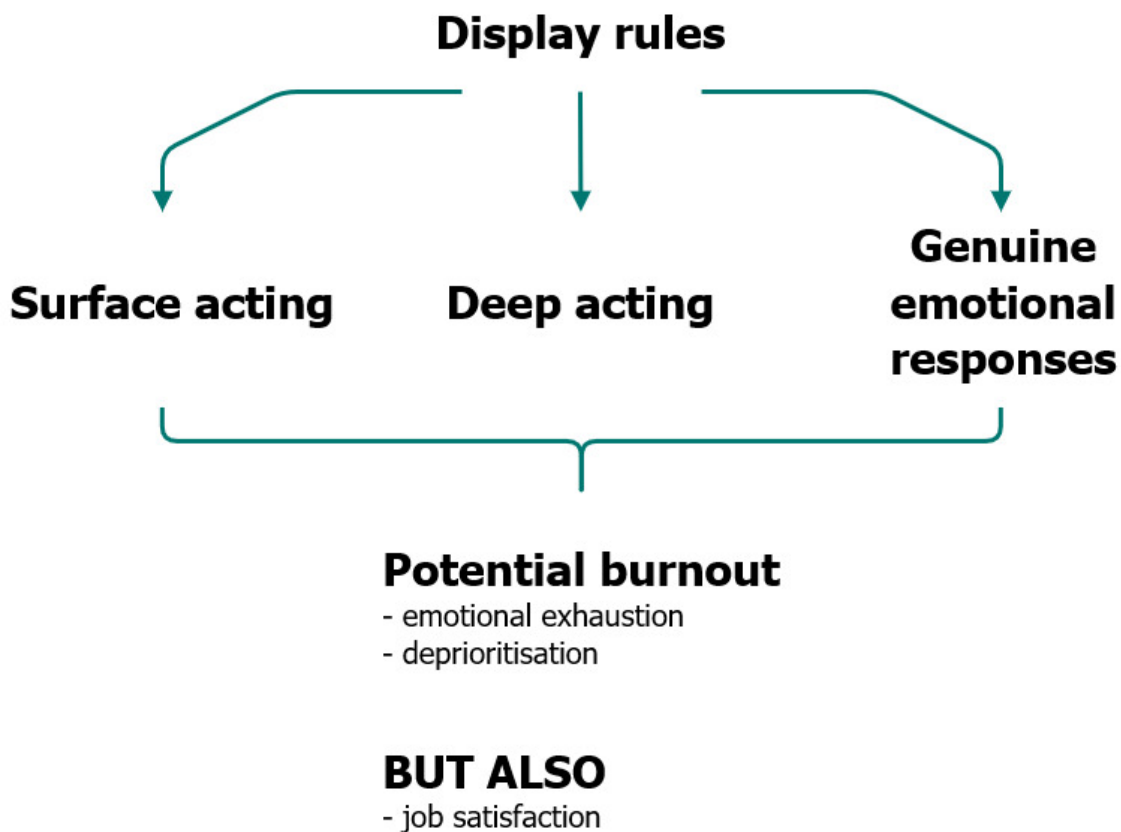 Display rules
Surface acting
Deep acting
Genuine
emotional
responses
Potential burnout
- emotional exhaustion
- deprioritisation
BUT ALSO
- job satisfaction